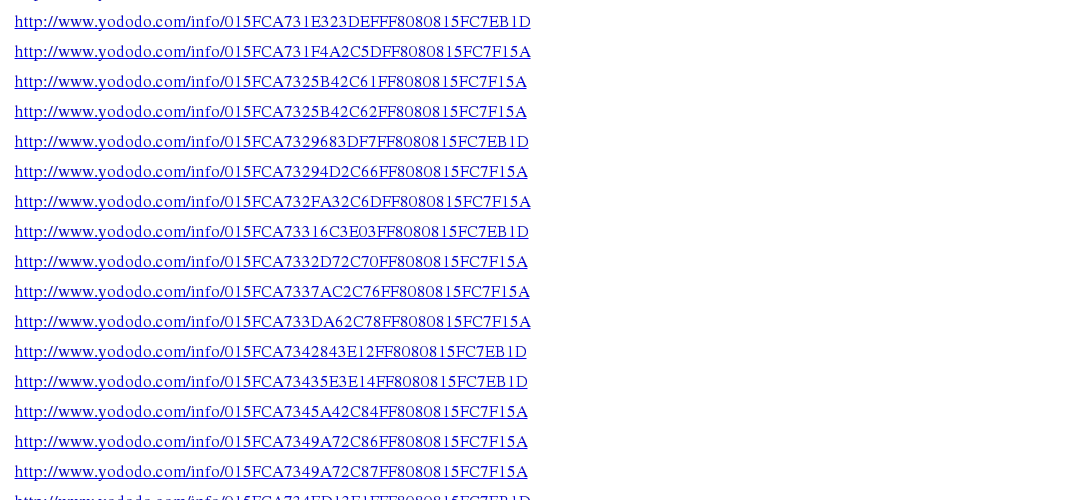 http://www.yododo.com/info/015FCA731E323DEFFF8080815FC7EB1D
http://www.yododo.com/info/015FCA731F4A2C5DFF8080815FC7F15A
http://www.yododo.com/info/015FCA7325B42C61FF8080815FC7F15A
http://www.yododo.com/info/015FCA7325B42C62FF8080815FC7F15A
http://www.yododo.com/info/015FCA7329683DF7FF8080815FC7EB1D
http://www.yododo.com/info/015FCA73294D2C66FF8080815FC7F15A
http://www.yododo.com/info/015FCA732FA32C6DFF8080815FC7F15A
http://www.yododo.com/info/015FCA73316C3E03FF8080815FC7EB1D
http://www.yododo.com/info/015FCA7332D72C70FF8080815FC7F15A
http://www.yododo.com/info/015FCA7337AC2C76FF8080815FC7F15A
http://www.yododo.com/info/015FCA733DA62C78FF8080815FC7F15A
http://www.yododo.com/info/015FCA7342843E12FF8080815FC7EB1D
http://www.yododo.com/info/015FCA73435E3E14FF8080815FC7EB1D
http://www.yododo.com/info/015FCA7345A42C84FF8080815FC7F15A
http://www.yododo.com/info/015FCA7349A72C86FF8080815FC7F15A
http://www.yododo.com/info/015FCA7349A72C87FF8080815FC7F15A